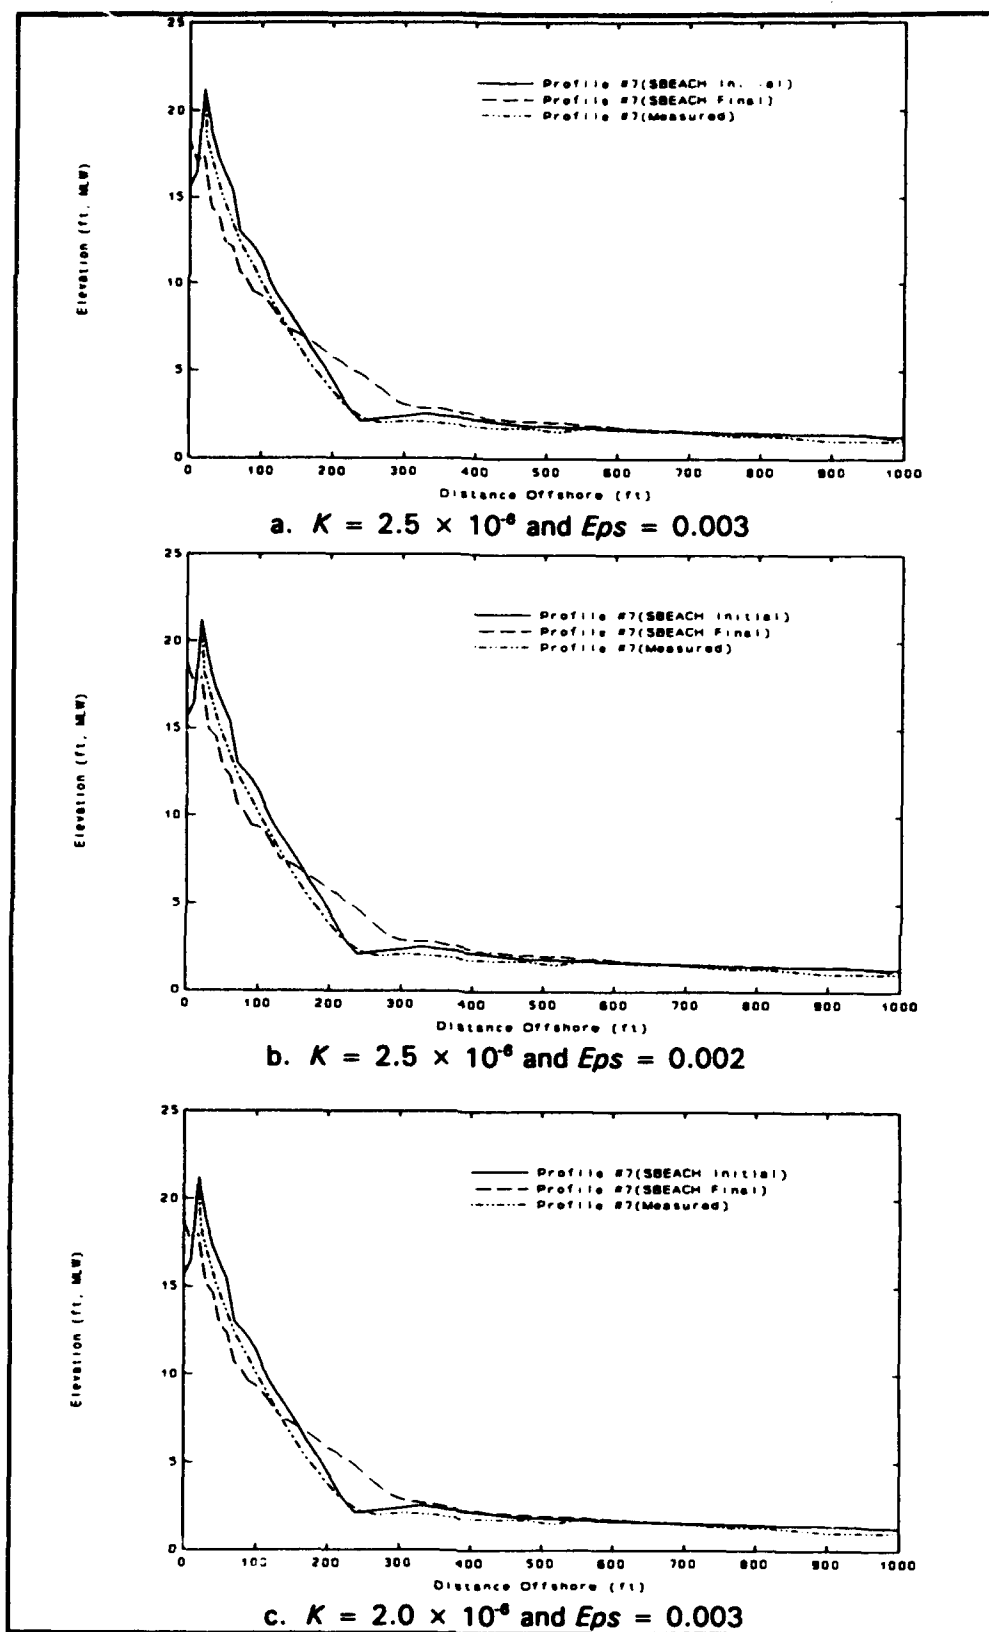 25
20
15
10
5
0
Elevation (ft, MLW)
Profile #7(SBEACH In. .al)
Profile #7(SBEACH Final)
Profile #7(Measured)
0 100 200 300 400 500 600 700 800 900 1000
Distance Offshore (ft)
a. K = 2.5 × 10⁻⁶ and Eps = 0.003
25
20
15
10
5
0
Elevation (ft, MLW)
Profile #7(SBEACH Initial)
Profile #7(SBEACH Final)
Profile #7(Measured)
0 100 200 300 400 500 600 700 800 900 1000
Distance Offshore (ft)
b. K = 2.5 × 10⁻⁶ and Eps = 0.002
25
20
15
10
5
0
Elevation (ft, MLW)
Profile #7(SBEACH Initial)
Profile #7(SBEACH Final)
Profile #7(Measured)
0 100 200 300 400 500 600 700 800 900 1000
Distance Offshore (ft)
c. K = 2.0 × 10⁻⁶ and Eps = 0.003